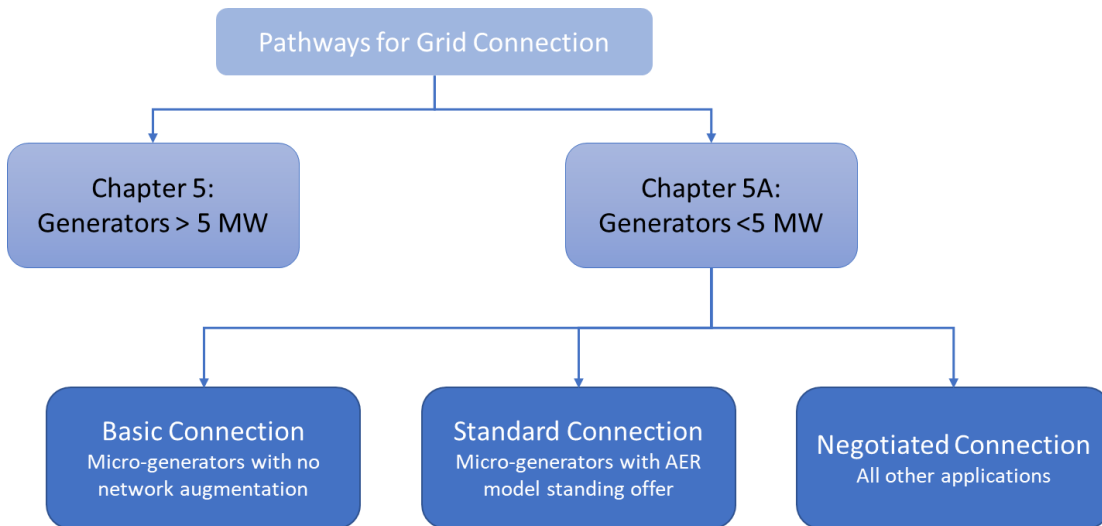 Pathways for Grid Connection
Chapter 5:
Generators > 5 MW
Chapter 5A:
Generators <5 MW
Basic Connection
Micro-generators with no
network augmentation
Standard Connection
Micro-generators with AER
model standing offer
Negotiated Connection
All other applications